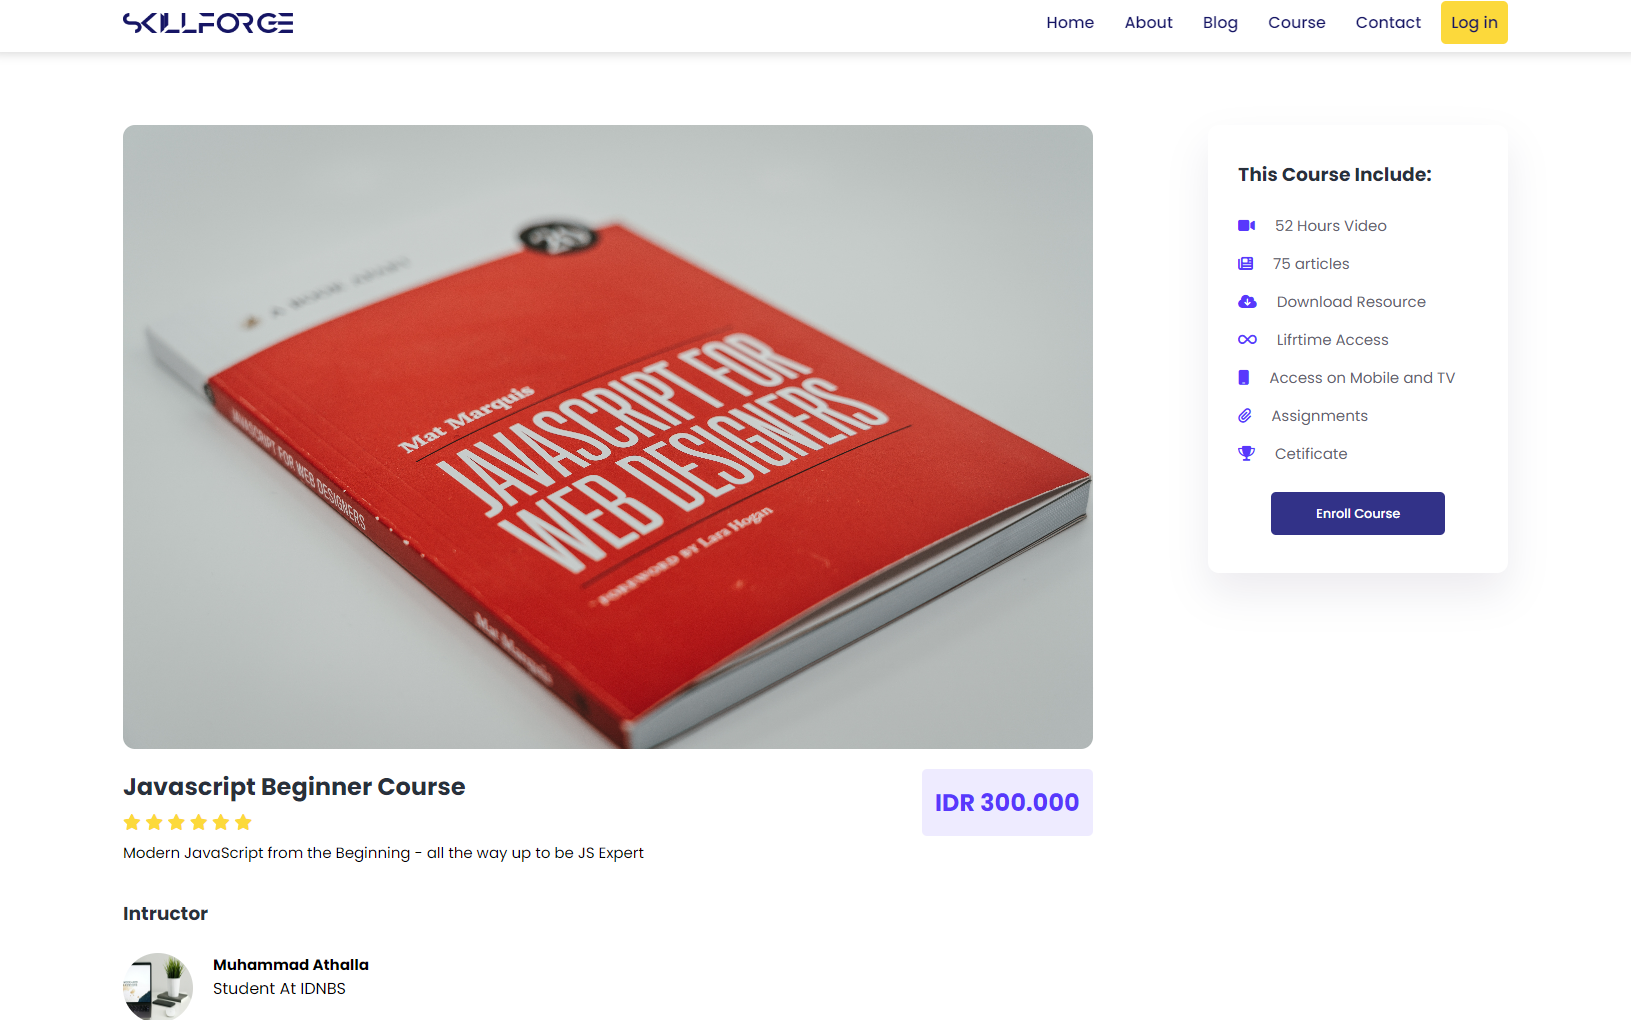 SKILLFORGE
Home About Blog Course Contact Log in
Mat Marquis
JAVASCRIPT FOR
WEB DESIGNERS
FOREWORD BY Lara Hogan
JAVASCRIPT FOR WEB DESIGNERS
Mat Marquis
This Course Include:
52 Hours Video
75 articles
Download Resource
Lifrtime Access
Access on Mobile and TV
Assignments
Cetificate
Enroll Course
Javascript Beginner Course
IDR 300.000
Modern JavaScript from the Beginning - all the way up to be JS Expert
Intructor
Muhammad Athalla
Student At IDNBS